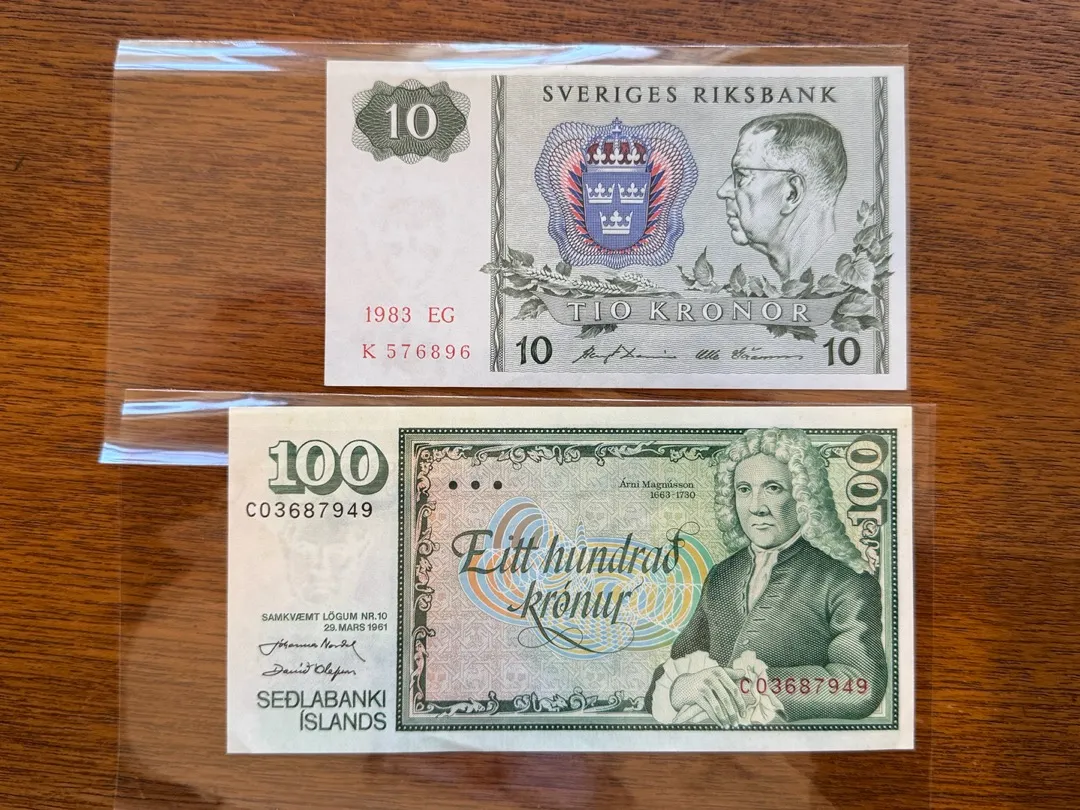 10
SVERIGES RIKSBANK
1983 EG
K 576896
TIO KRONOR
10
10
100
C03687949
Árni Magnússon
1663-1730
100
Eitt hundrað
krónur
SAMKVÆMT LÖGUM NR.10
29. MARS 1961
SEÐLABANKI
ÍSLANDS
C03687949